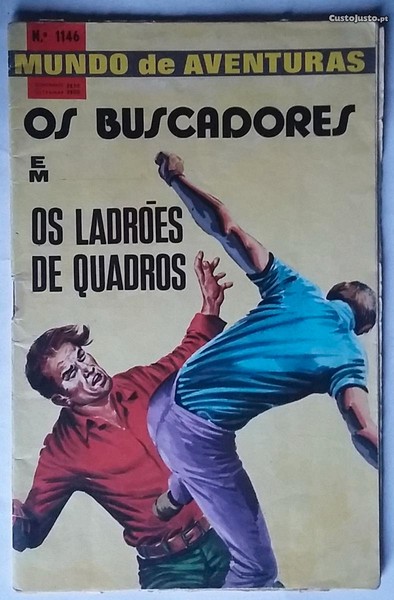 CustoJusto.pt
N.º 1146
MUNDO de AVENTURAS
OS BUSCADORES
EM
OS LADRÕES
DE QUADROS